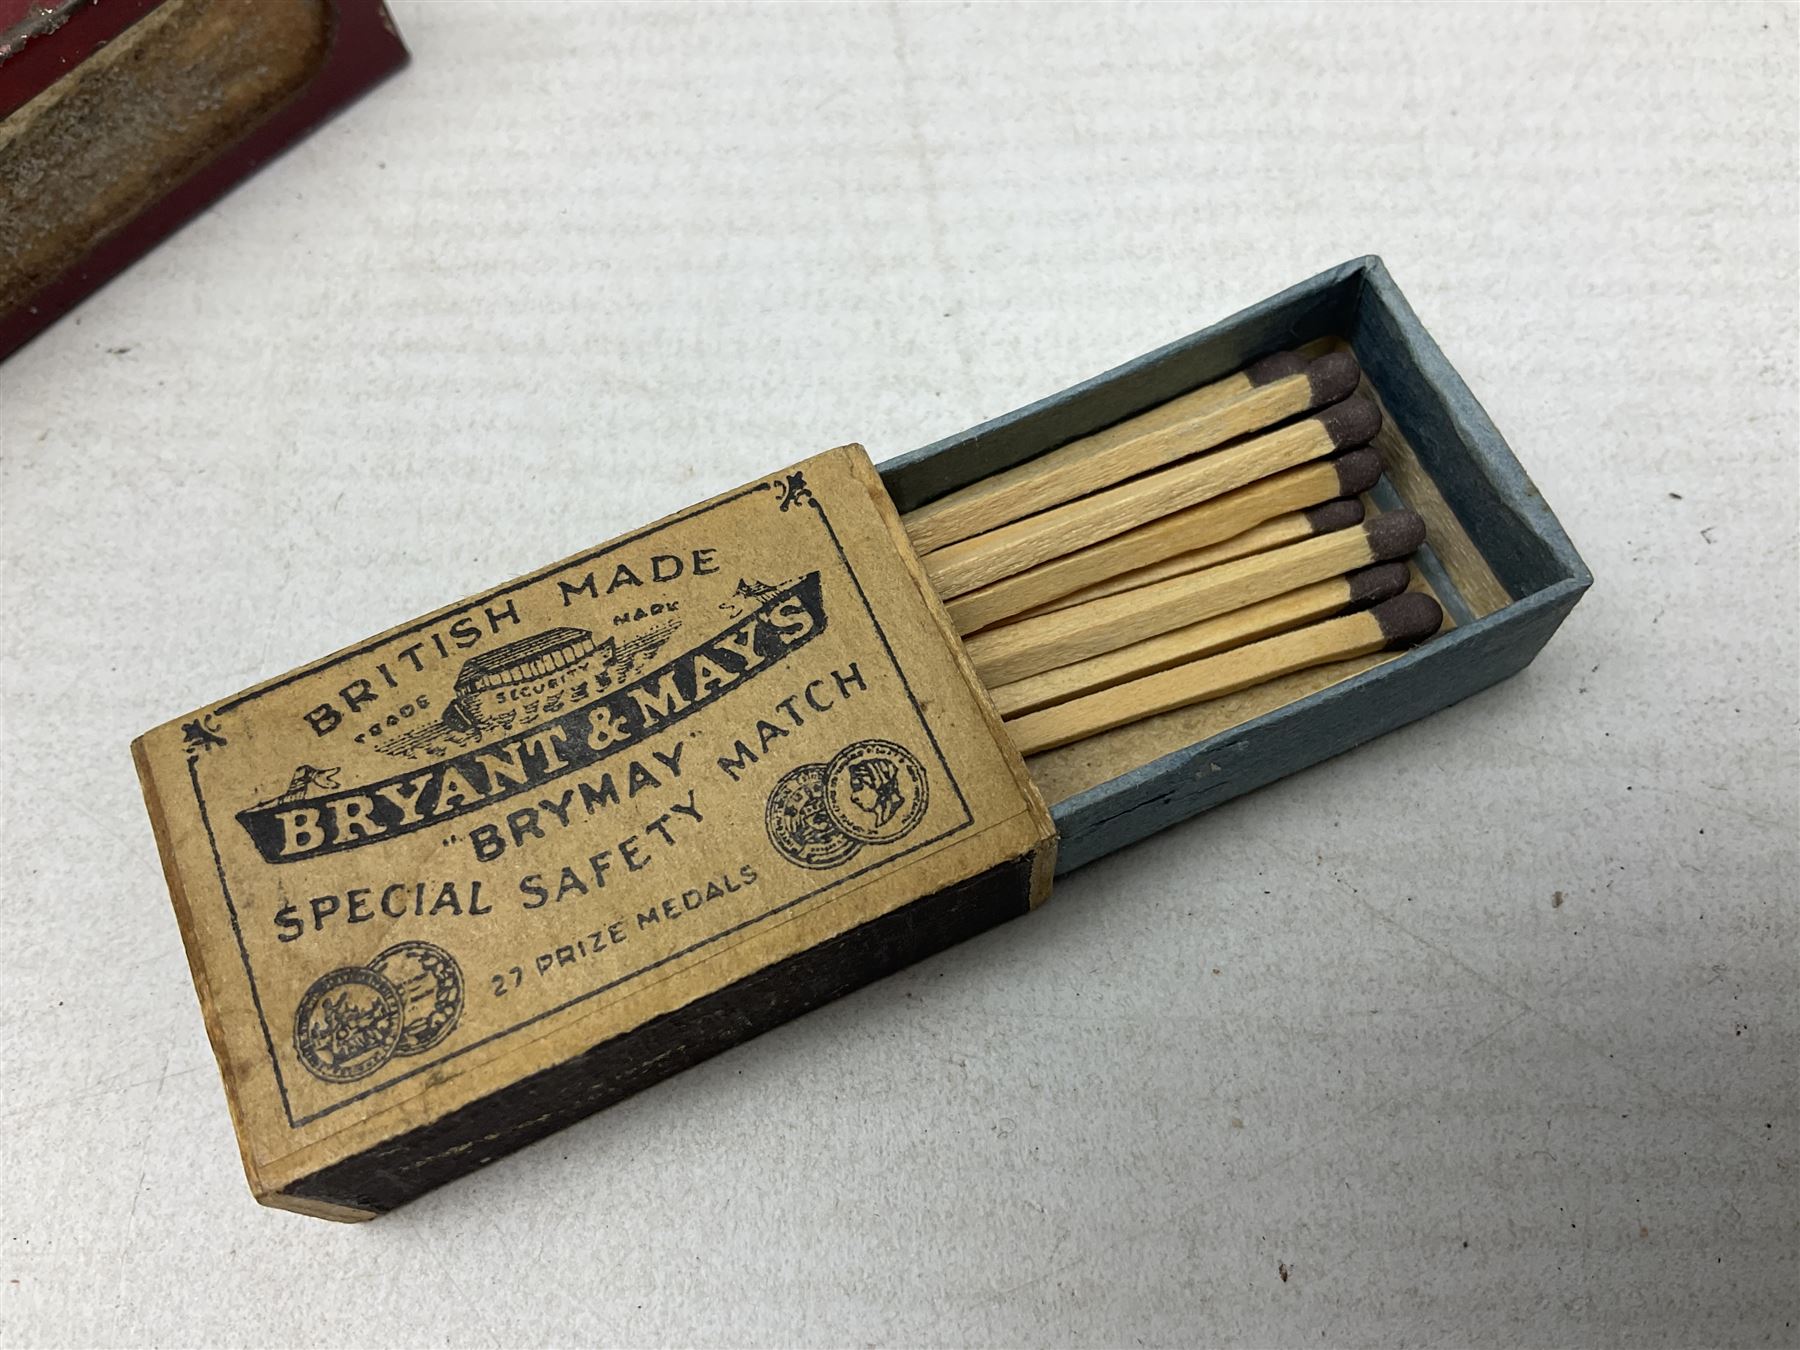 BRITISH MADE
TRADE MARK
SECURITY
BRYANT & MAY'S
"BRYMAY"
SPECIAL SAFETY MATCH
27 PRIZE MEDALS